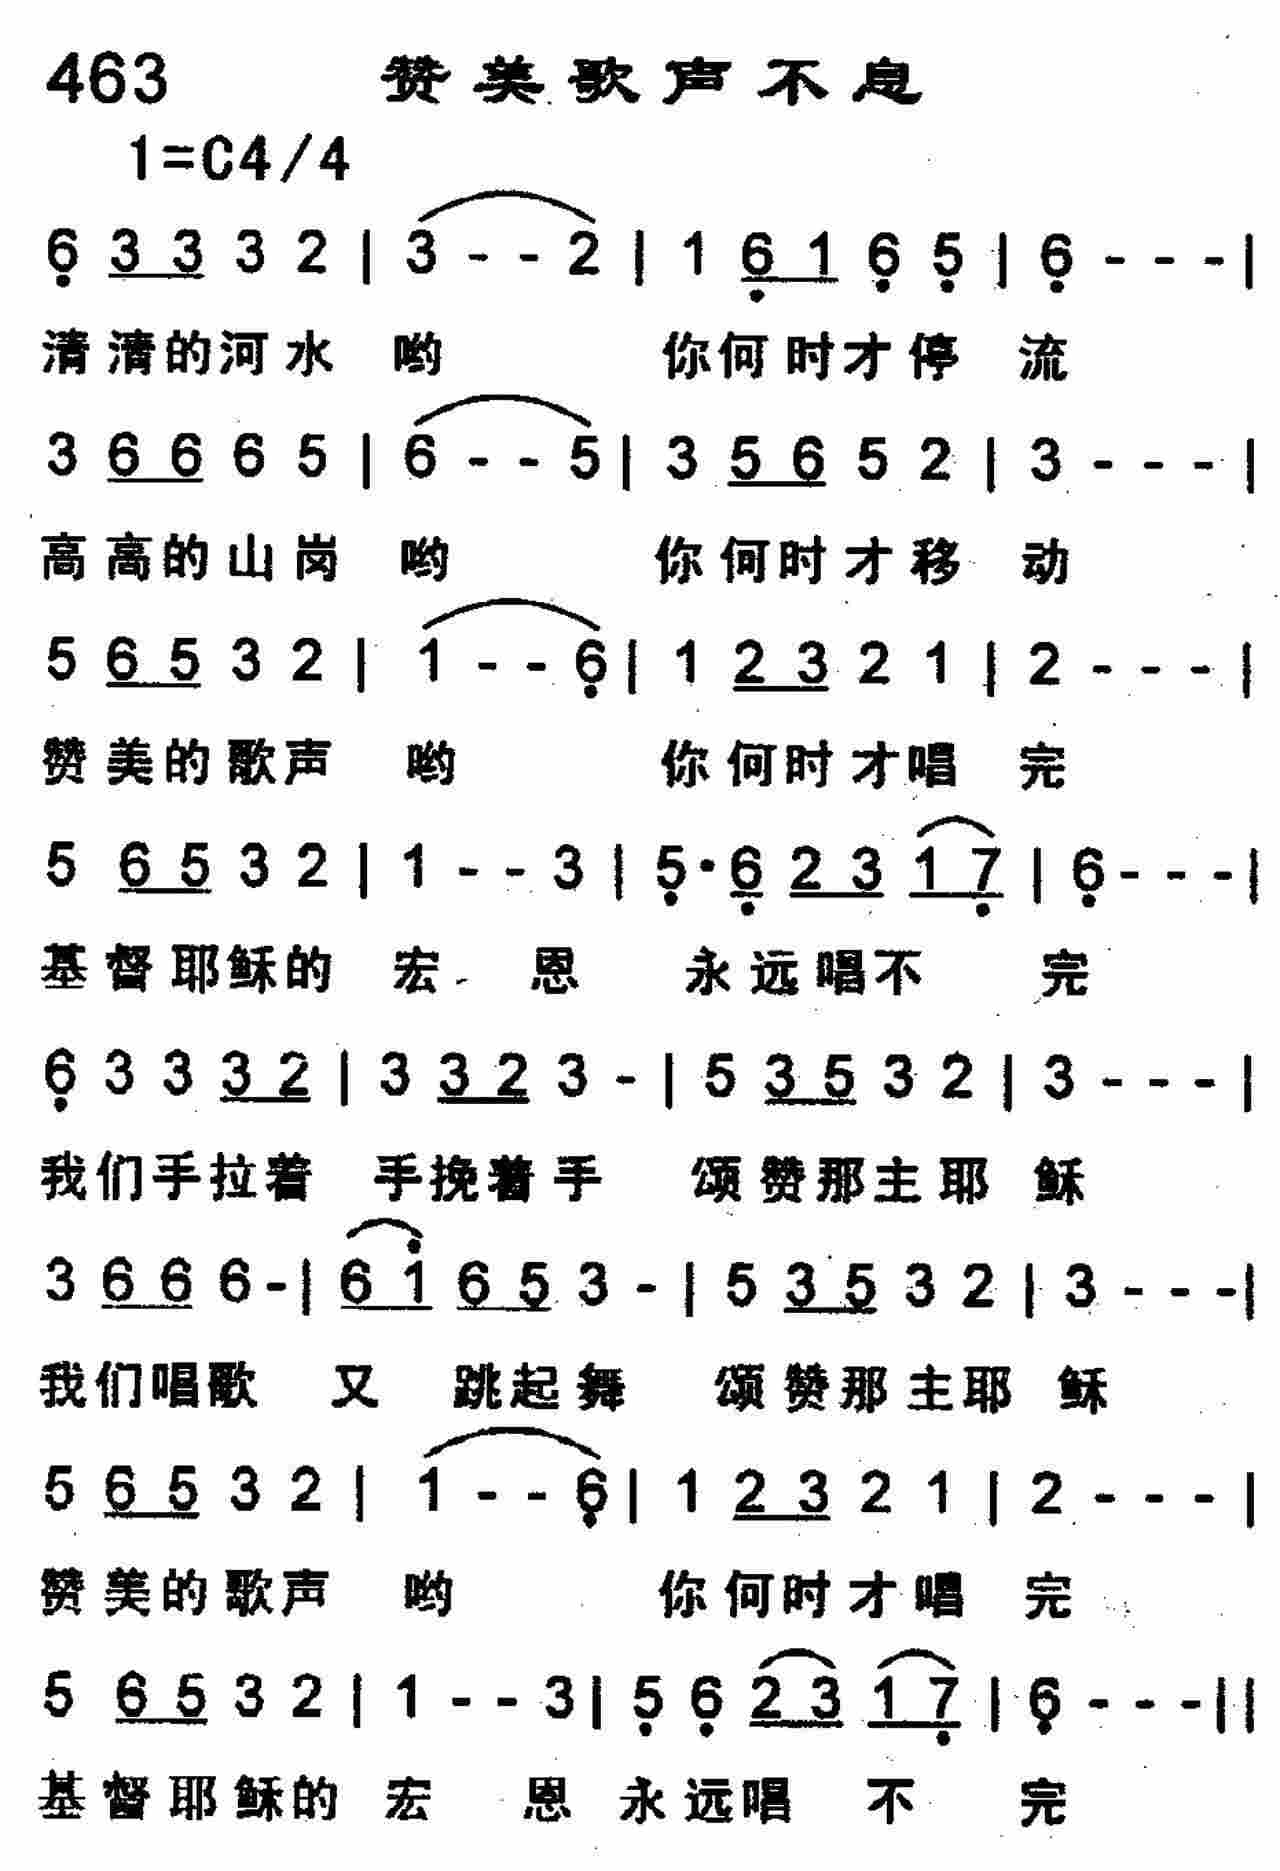 463 赞美歌声不息
1=C4/4
6̣ 3 3 3 2 | 3 - - 2 | 1 6̣ 1 6̣ 5̣ | 6̣ - - - |
清清的河水 哟 你何时才停 流
3 6 6 6 5 | 6 - - 5 | 3 5 6 5 2 | 3 - - - |
高高的山岗 哟 你何时才移 动
5 6 5 3 2 | 1 - - 6̣ | 1 2 3 2 1 | 2 - - - |
赞美的歌声 哟 你何时才唱 完
5 6 5 3 2 | 1 - - 3 | 5̣· 6̣ 2 3 1 7̣ | 6̣ - - - |
基督耶稣的 宏 恩 永远唱不 完
6̣ 3 3 3 2 | 3 3 2 3 - | 5 3 5 3 2 | 3 - - - |
我们手拉着 手挽着手 颂赞那主耶 稣
3 6 6 6 - | 6 1̇ 6 5 3 - | 5 3 5 3 2 | 3 - - - |
我们唱歌 又 跳起舞 颂赞那主耶 稣
5 6 5 3 2 | 1 - - 6̣ | 1 2 3 2 1 | 2 - - - |
赞美的歌声 哟 你何时才唱 完
5 6 5 3 2 | 1 - - 3 | 5̣ 6̣ 2 3 1 7̣ | 6̣ - - - ||
基督耶稣的 宏 恩 永远唱 不 完